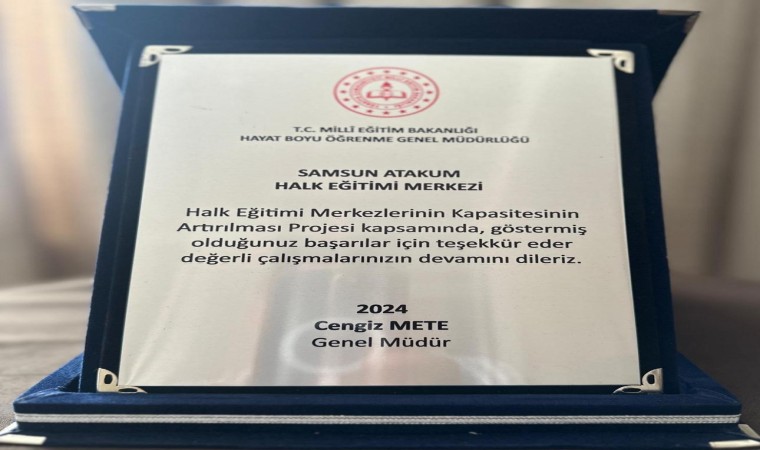 T.C. MİLLÎ EĞİTİM BAKANLIĞI
HAYAT BOYU ÖĞRENME GENEL MÜDÜRLÜĞÜ
SAMSUN ATAKUM
HALK EĞİTİMİ MERKEZİ
Halk Eğitimi Merkezlerinin Kapasitesinin
Artırılması Projesi kapsamında, göstermiş
olduğunuz başarılar için teşekkür eder
değerli çalışmalarınızın devamını dileriz.
2024
Cengiz METE
Genel Müdür